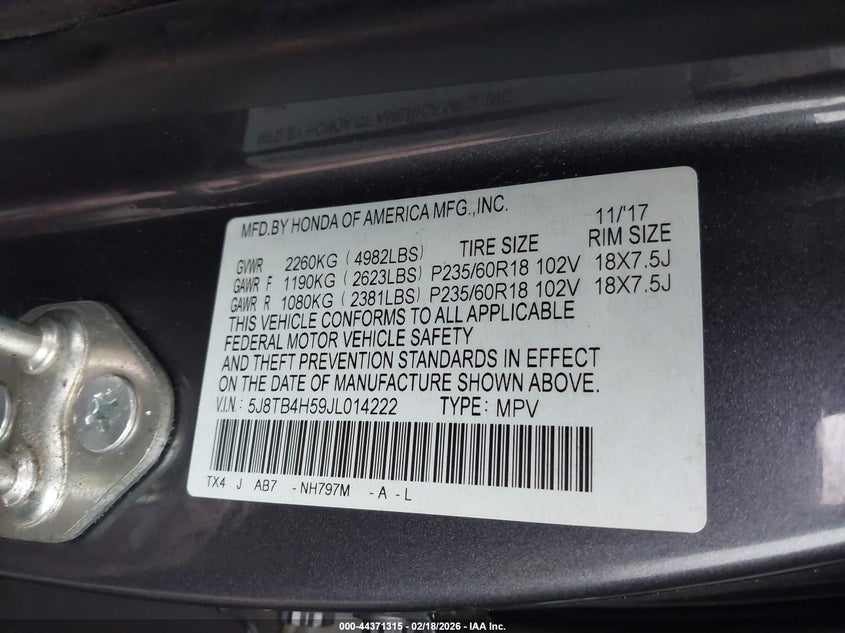 MFD.BY HONDA OF AMERICA MFG.,INC. 11/'17
GVWR 2260KG ( 4982LBS) TIRE SIZE RIM SIZE
GAWR F 1190KG ( 2623LBS) P235/60R18 102V 18X7.5J
GAWR R 1080KG ( 2381LBS) P235/60R18 102V 18X7.5J
THIS VEHICLE CONFORMS TO ALL APPLICABLE
FEDERAL MOTOR VEHICLE SAFETY
AND THEFT PREVENTION STANDARDS IN EFFECT
ON THE DATE OF MANUFACTURE SHOWN ABOVE.
V.I.N.: 5J8TB4H59JL014222 TYPE: MPV
TX4 J AB7 -NH797M -A -L
000-44371315 - 02/18/2026 - IAA Inc.